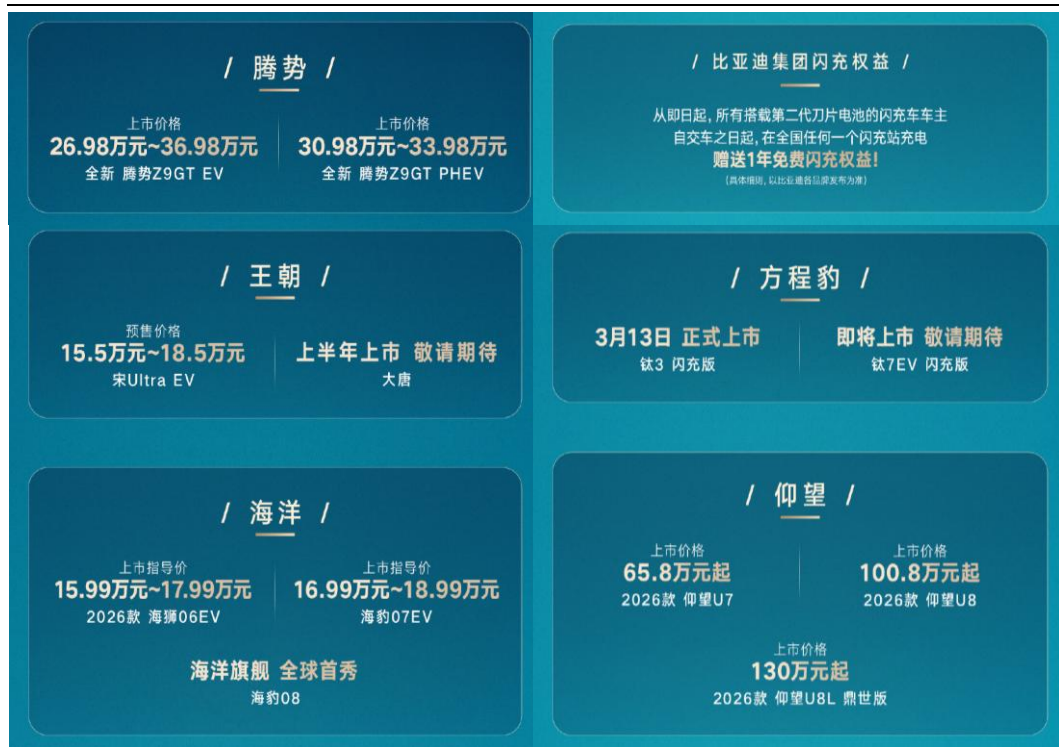 / 腾势 /
上市价格
26.98万元~36.98万元
全新 腾势Z9GT EV
上市价格
30.98万元~33.98万元
全新 腾势Z9GT PHEV
/ 比亚迪集团闪充权益 /
从即日起, 所有搭载第二代刀片电池的闪充车车主
自交车之日起, 在全国任何一个闪充站充电
赠送1年免费闪充权益!
(具体细则, 以比亚迪各品牌发布为准)
/ 王朝 /
预售价格
15.5万元~18.5万元
宋Ultra EV
上半年上市 敬请期待
大唐
/ 方程豹 /
3月13日 正式上市
钛3 闪充版
即将上市 敬请期待
钛7EV 闪充版
/ 海洋 /
上市指导价
15.99万元~17.99万元
2026款 海狮06EV
上市指导价
16.99万元~18.99万元
海豹07EV
海洋旗舰 全球首秀
海豹08
/ 仰望 /
上市价格
65.8万元起
2026款 仰望U7
上市价格
100.8万元起
2026款 仰望U8
上市价格
130万元起
2026款 仰望U8L 鼎世版